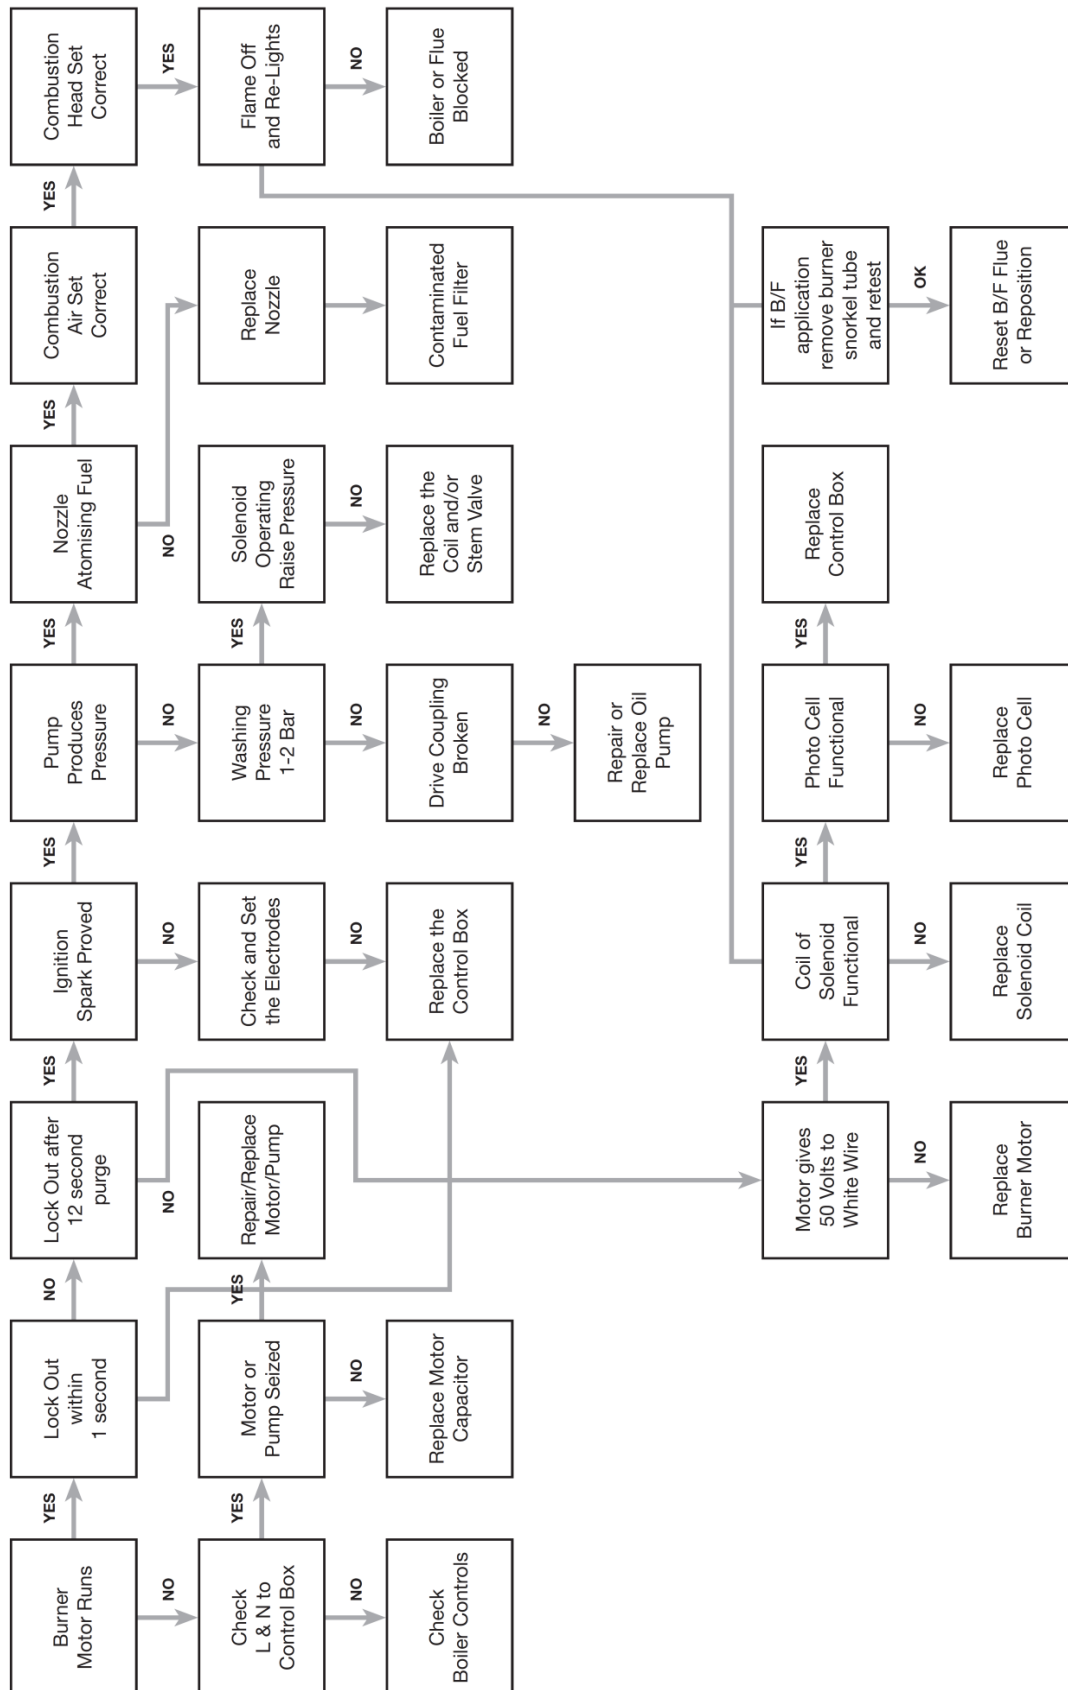 Burner
Motor Runs
YES
Lock Out
within
1 second
NO
Lock Out after
12 second
purge
YES
Ignition
Spark Proved
YES
Pump
Produces
Pressure
YES
Nozzle
Atomising Fuel
YES
Combustion
Air Set
Correct
YES
Combustion
Head Set
Correct
NO
NO
NO
NO
NO
YES
Check
L & N to
Control Box
YES
Motor or
Pump Seized
YES
Repair/Replace
Motor/Pump
Check and Set
the Electrodes
Washing
Pressure
1-2 Bar
YES
Solenoid
Operating
Raise Pressure
Replace
Nozzle
Flame Off
and Re-Lights
NO
NO
NO
NO
NO
NO
Check
Boiler Controls
Replace Motor
Capacitor
Replace the
Control Box
Drive Coupling
Broken
Replace the
Coil and/or
Stem Valve
Contaminated
Fuel Filter
Boiler or Flue
Blocked
NO
Repair or
Replace Oil
Pump
Motor gives
50 Volts to
White Wire
YES
Coil of
Solenoid
Functional
YES
Photo Cell
Functional
YES
Replace
Control Box
If B/F
application
remove burner
snorkel tube
and retest
NO
NO
NO
OK
Replace
Burner Motor
Replace
Solenoid Coil
Replace
Photo Cell
Reset B/F Flue
or Reposition